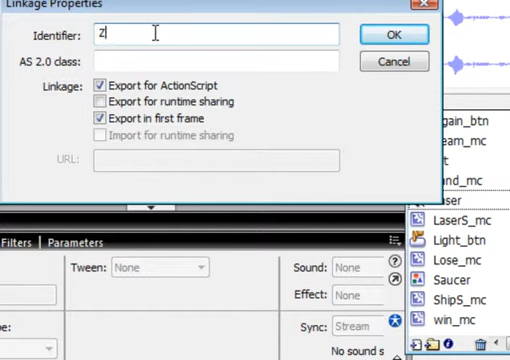 Linkage Properties
Identifier: Z
OK
AS 2.0 class:
Cancel
Linkage: Export for ActionScript
Export for runtime sharing
Export in first frame
Import for runtime sharing
URL:
gain_btn
eam_mc
and_mc
aser
LaserS_mc
Light_btn
Lose_mc
Saucer
ShipS_mc
win_mc
Filters | Parameters
Tween: None
Sound: None
Effect: None
Sync: Stream
No sound s